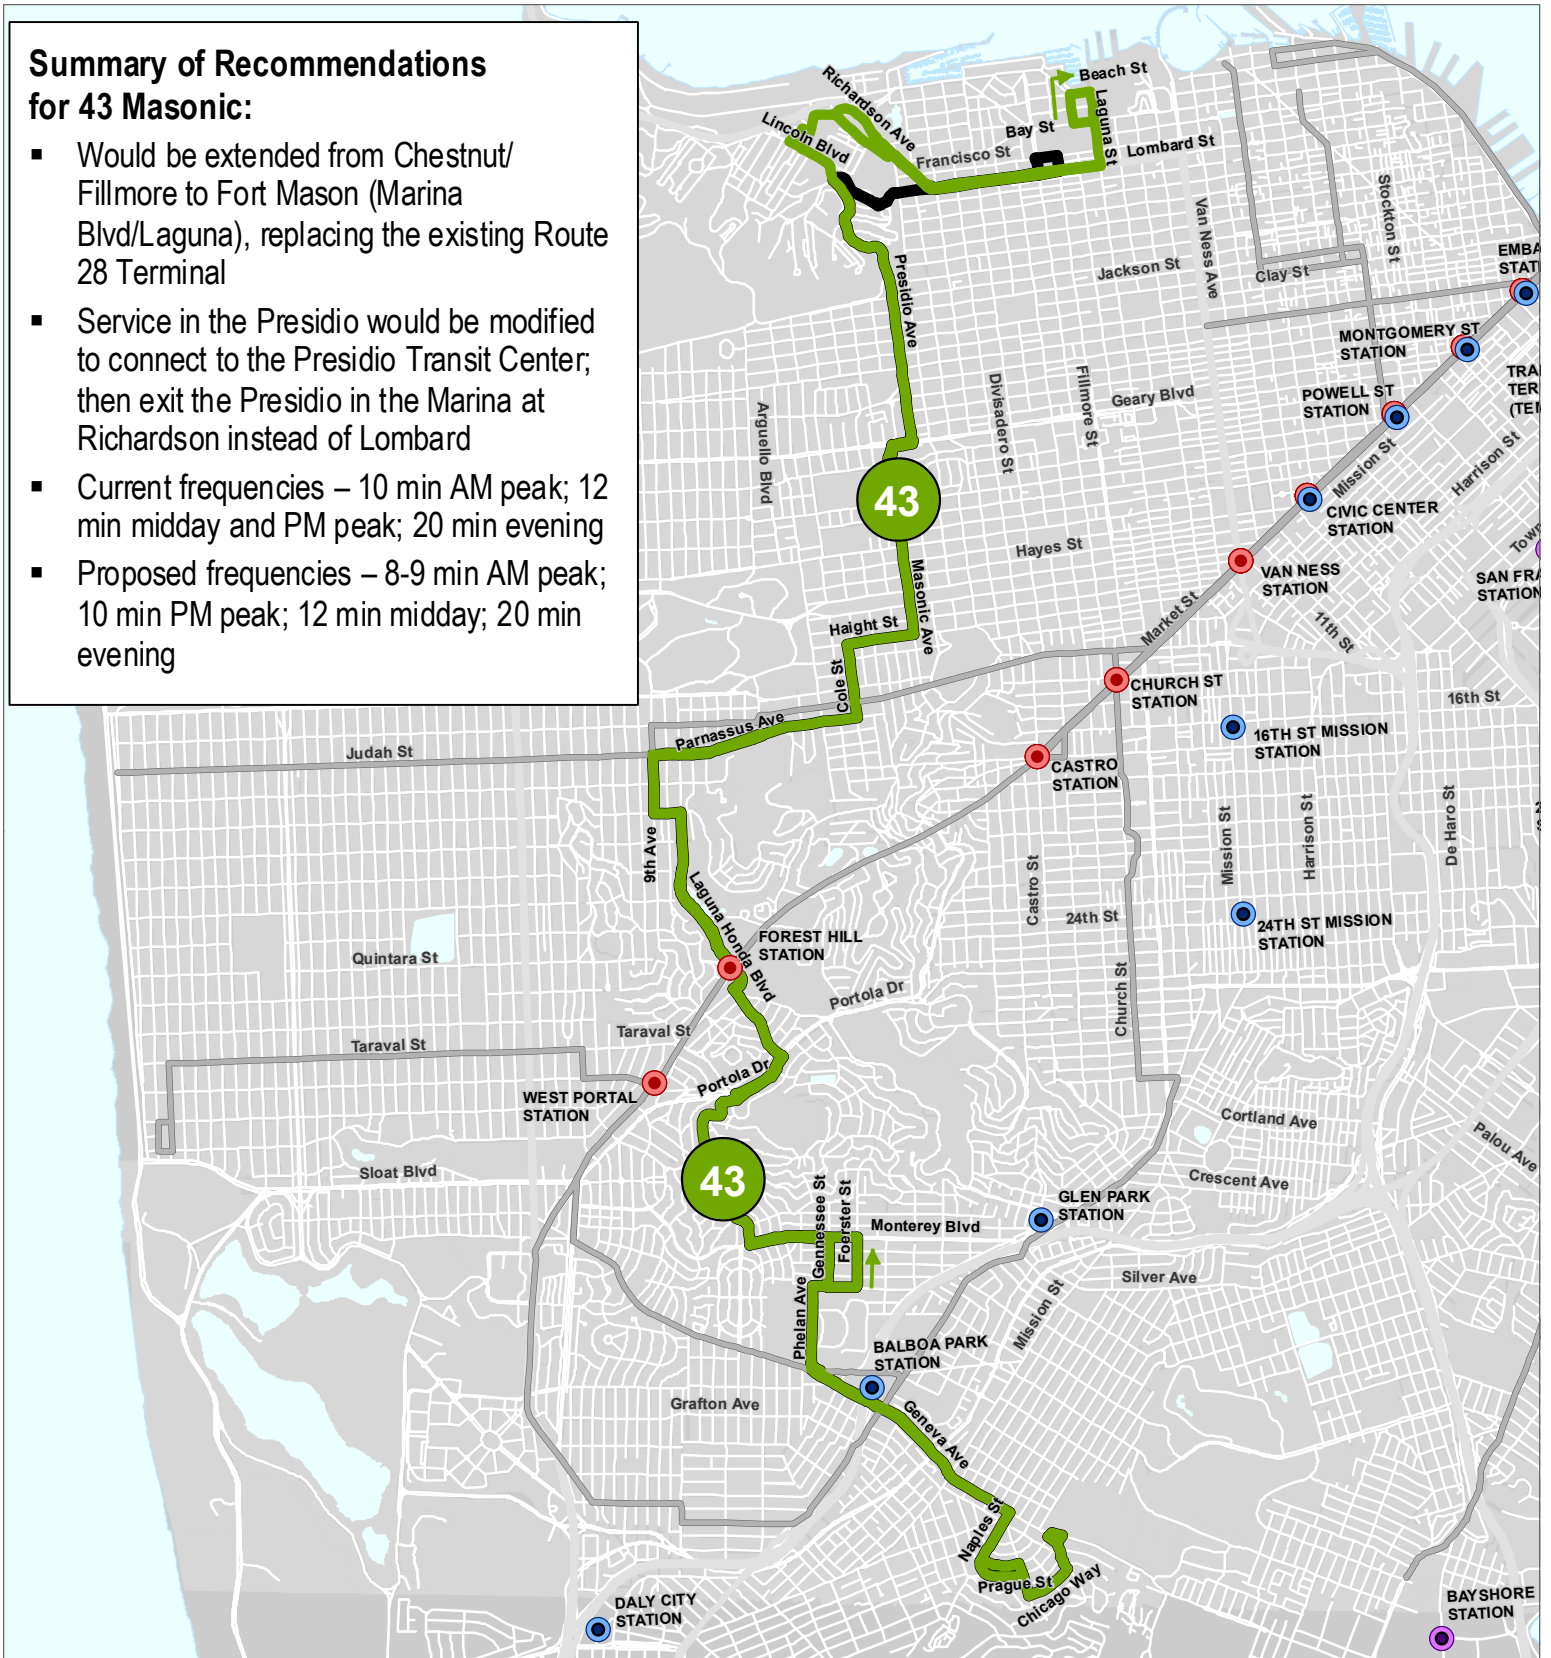 Summary of Recommendations
for 43 Masonic:
▪ Would be extended from Chestnut/
Fillmore to Fort Mason (Marina
Blvd/Laguna), replacing the existing Route
28 Terminal
▪ Service in the Presidio would be modified
to connect to the Presidio Transit Center;
then exit the Presidio in the Marina at
Richardson instead of Lombard
▪ Current frequencies – 10 min AM peak; 12
min midday and PM peak; 20 min evening
▪ Proposed frequencies – 8-9 min AM peak;
10 min PM peak; 12 min midday; 20 min
evening
Richardson Ave
Lincoln Blvd
Beach St
Laguna St
Bay St
Francisco St
Lombard St
Van Ness Ave
Stockton St
Jackson St
Clay St
Presidio Ave
EMBA
STAT
MONTGOMERY ST
STATION
TRA
TER
(TE
POWELL ST
STATION
Arguello Blvd
Divisadero St
Fillmore St
Geary Blvd
Mission St
Harrison St
43
CIVIC CENTER
STATION
Town
Hayes St
Masonic Ave
VAN NESS
STATION
SAN FRA
STATION
Haight St
Market St
11th St
Cole St
CHURCH ST
STATION
16th St
Parnassus Ave
Judah St
16TH ST MISSION
STATION
CASTRO
STATION
9th Ave
Mission St
Harrison St
De Haro St
Castro St
Laguna Honda Blvd
24th St
24TH ST MISSION
STATION
FOREST HILL
STATION
Quintara St
Portola Dr
Church St
Taraval St
Taraval St
Portola Dr
WEST PORTAL
STATION
Cortland Ave
Palou Ave
Sloat Blvd
43
Gennessee St
Foerster St
Crescent Ave
GLEN PARK
STATION
Monterey Blvd
Silver Ave
Phelan Ave
Mission St
BALBOA PARK
STATION
Grafton Ave
Geneva Ave
Naples St
Prague St
Chicago Way
DALY CITY
STATION
BAYSHORE
STATION